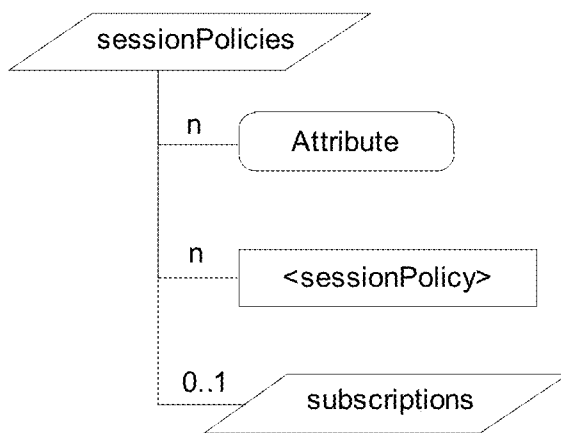 sessionPolicies
n
Attribute
n
<sessionPolicy>
0..1
subscriptions